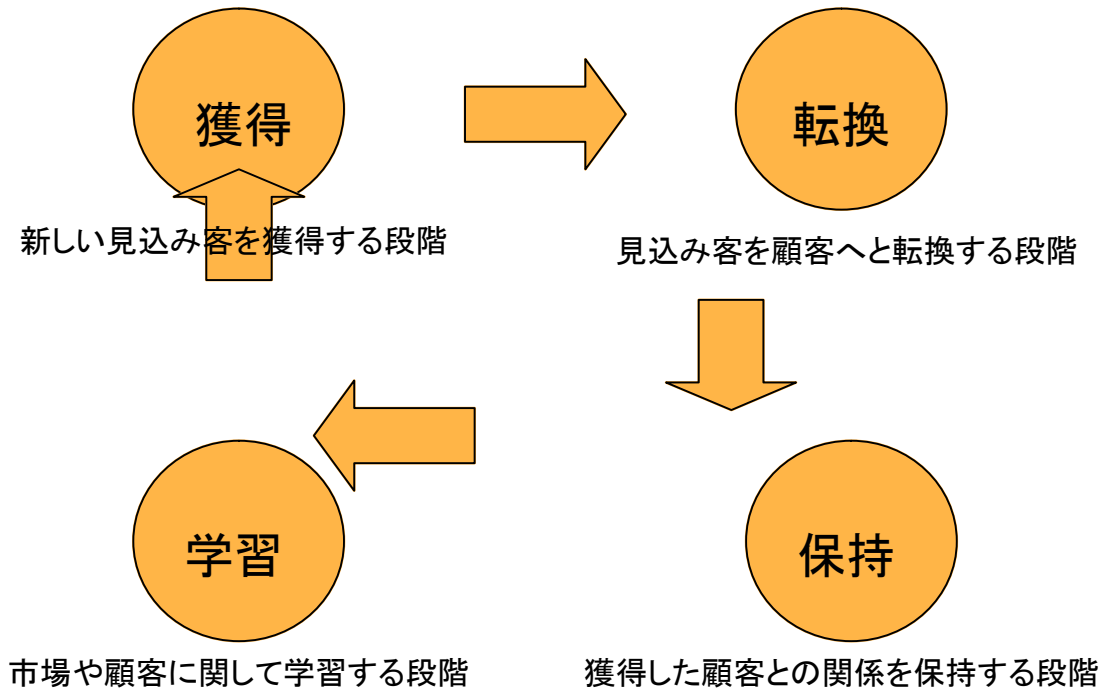 獲得
新しい見込み客を獲得する段階
転換
見込み客を顧客へと転換する段階
学習
市場や顧客に関して学習する段階
保持
獲得した顧客との関係を保持する段階